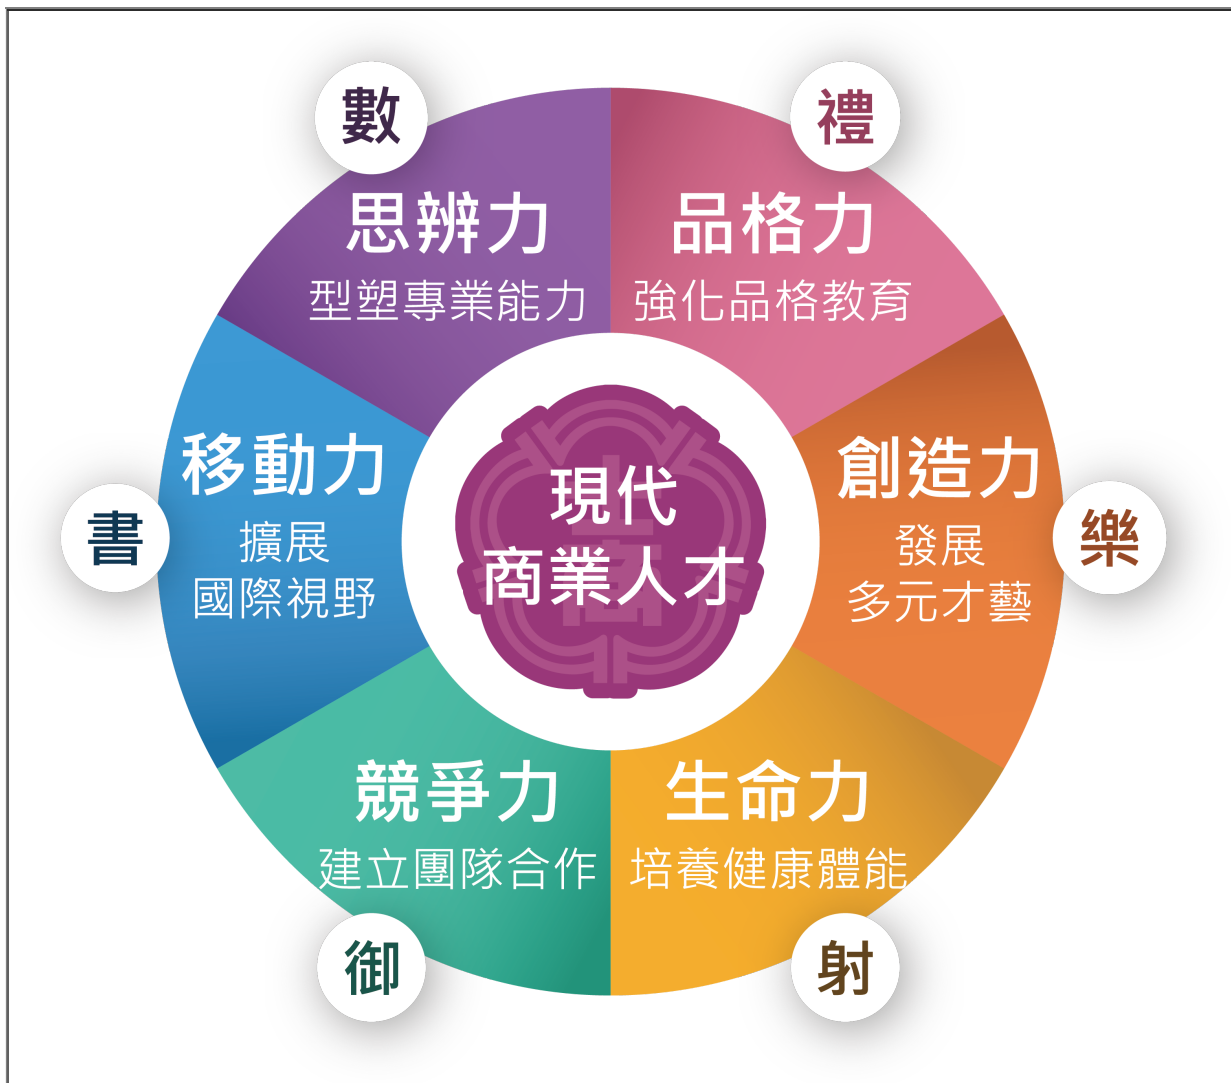 數
禮
思辨力
型塑專業能力
品格力
強化品格教育
移動力
擴展
國際視野
書
現代
商業人才
創造力
發展
多元才藝
樂
競爭力
建立團隊合作
生命力
培養健康體能
御
射